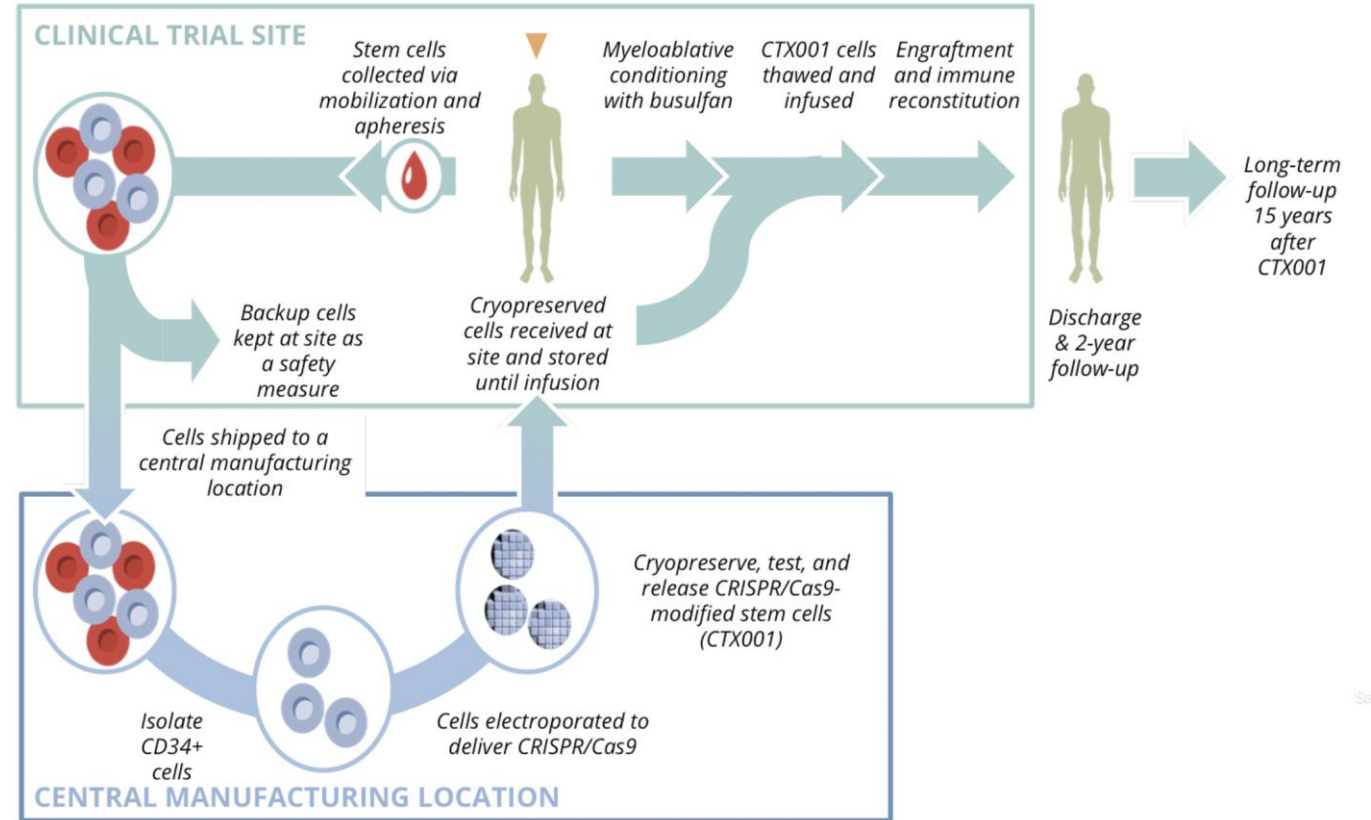 CLINICAL TRIAL SITE
Stem cells
collected via
mobilization and
apheresis
Myeloablative
conditioning
with busulfan
CTX001 cells
thawed and
infused
Engraftment
and immune
reconstitution
Long-term
follow-up
15 years
after
CTX001
Backup cells
kept at site as
a safety
measure
Cryopreserved
cells received at
site and stored
until infusion
Discharge
& 2-year
follow-up
Cells shipped to a
central manufacturing
location
Cryopreserve, test, and
release CRISPR/Cas9-
modified stem cells
(CTX001)
Isolate
CD34+
cells
Cells electroporated to
deliver CRISPR/Cas9
CENTRAL MANUFACTURING LOCATION